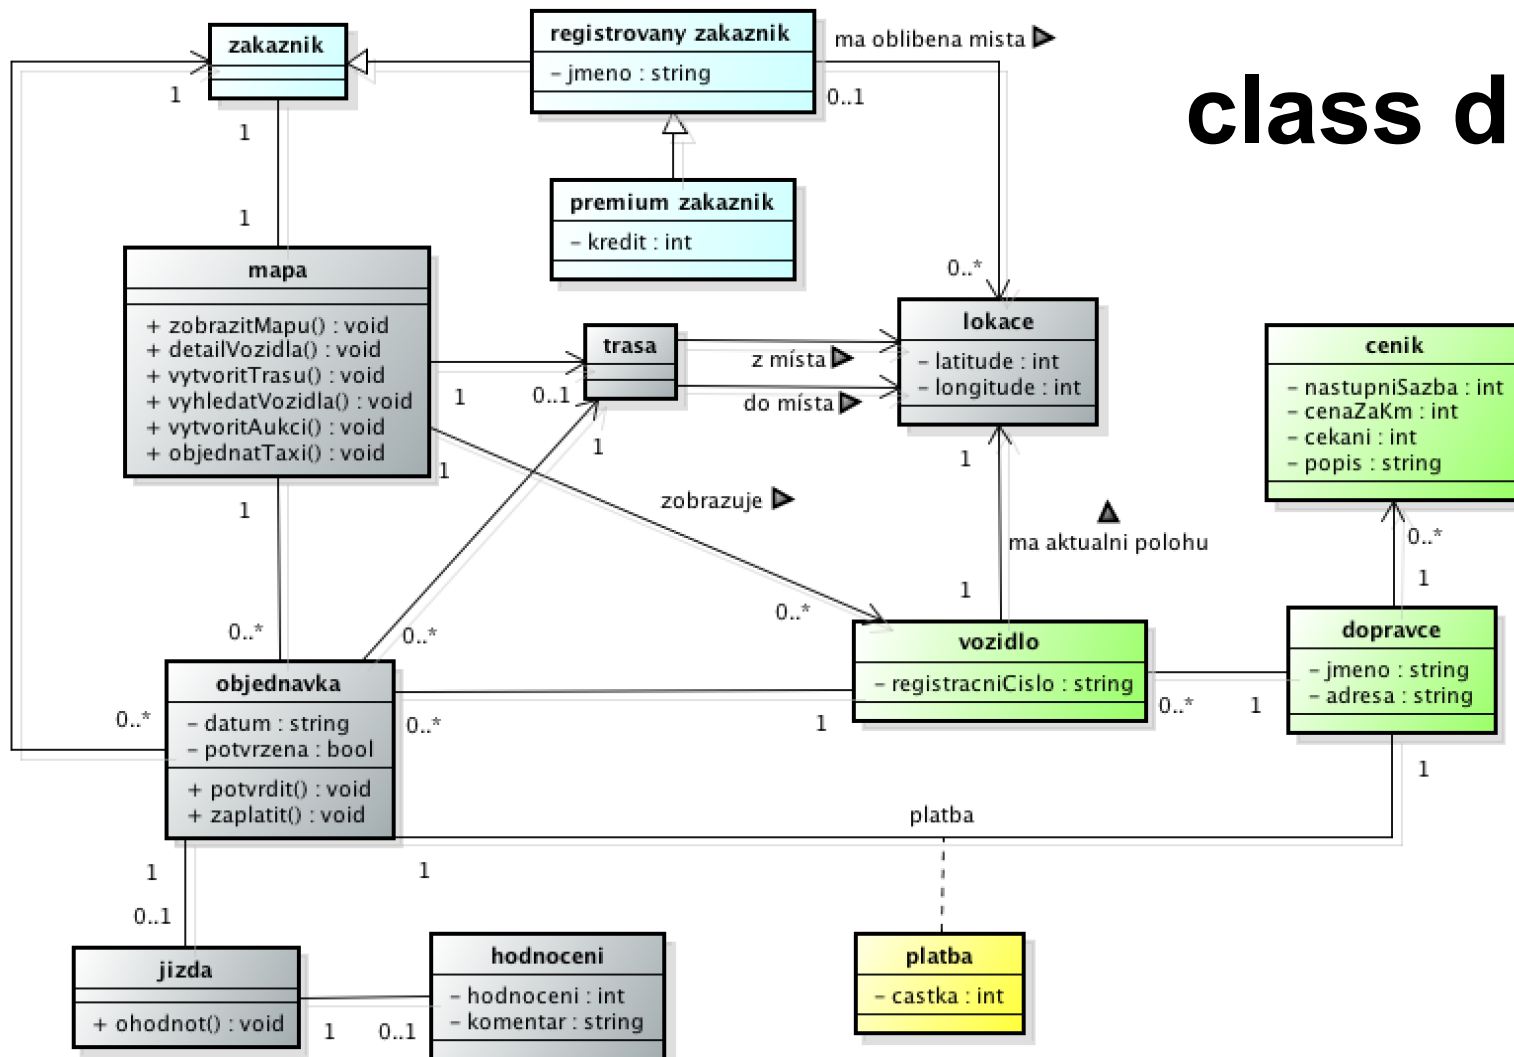 zakaznik
registrovany zakaznik
- jmeno : string
ma oblibena mista
class d
1
0..1
1
premium zakaznik
- kredit : int
1
0..*
mapa
+ zobrazitMapu() : void
+ detailVozidla() : void
+ vytvoritTrasu() : void
+ vyhledatVozidla() : void
+ vytvoritAukci() : void
+ objednatTaxi() : void
trasa
z místa
do místa
lokace
- latitude : int
- longitude : int
cenik
- nastupniSazba : int
- cenaZaKm : int
- cekani : int
- popis : string
1
0..1
1
1
1
1
zobrazuje
ma aktualni polohu
0..*
1
1
0..*
0..*
0..*
vozidlo
- registracniCislo : string
dopravce
- jmeno : string
- adresa : string
objednavka
- datum : string
- potvrzena : bool
+ potvrdit() : void
+ zaplatit() : void
0..*
0..*
1
0..*
1
1
platba
1
1
0..1
jizda
+ ohodnot() : void
1
0..1
hodnoceni
- hodnoceni : int
- komentar : string
platba
- castka : int